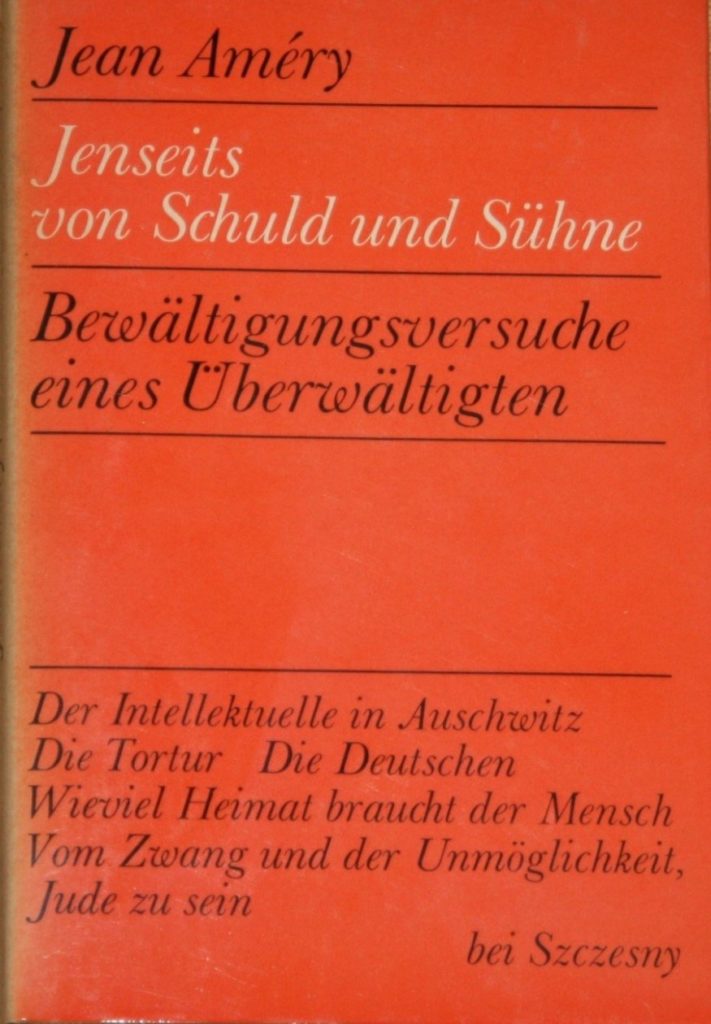 Jean Améry
Jenseits
von Schuld und Sühne
Bewältigungsversuche
eines Überwältigten
Der Intellektuelle in Auschwitz
Die Tortur Die Deutschen
Wieviel Heimat braucht der Mensch
Vom Zwang und der Unmöglichkeit,
Jude zu sein
bei Szczesny